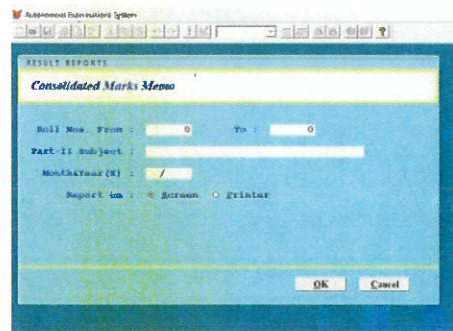 Autonomous Examinations System
RESULT REPORTS
Consolidated Marks Memo
Roll Nos. From : 0 To : 0
Part-II Subject :
Month&Year(E) : /
Report on : Screen Printer
OK Cancel